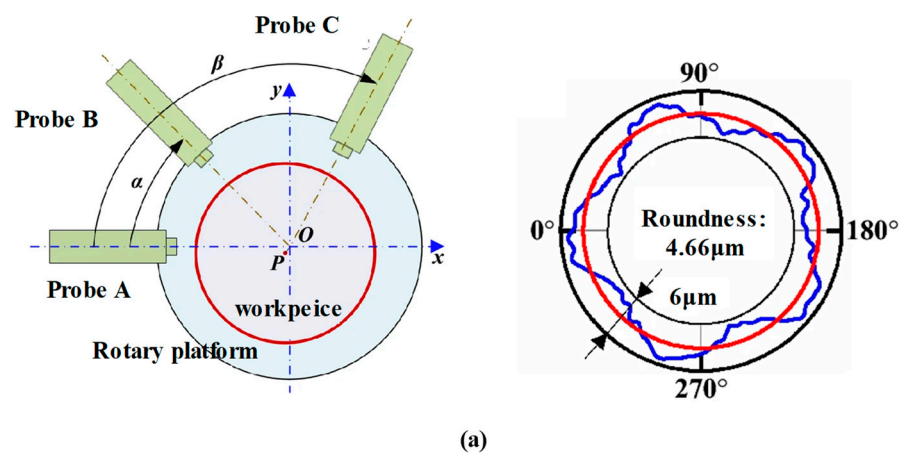 Probe C
β
y
Probe B
α
O
x
P
Probe A
workpeice
Rotary platform
90°
0°
Roundness:
4.66μm
180°
6μm
270°
(a)